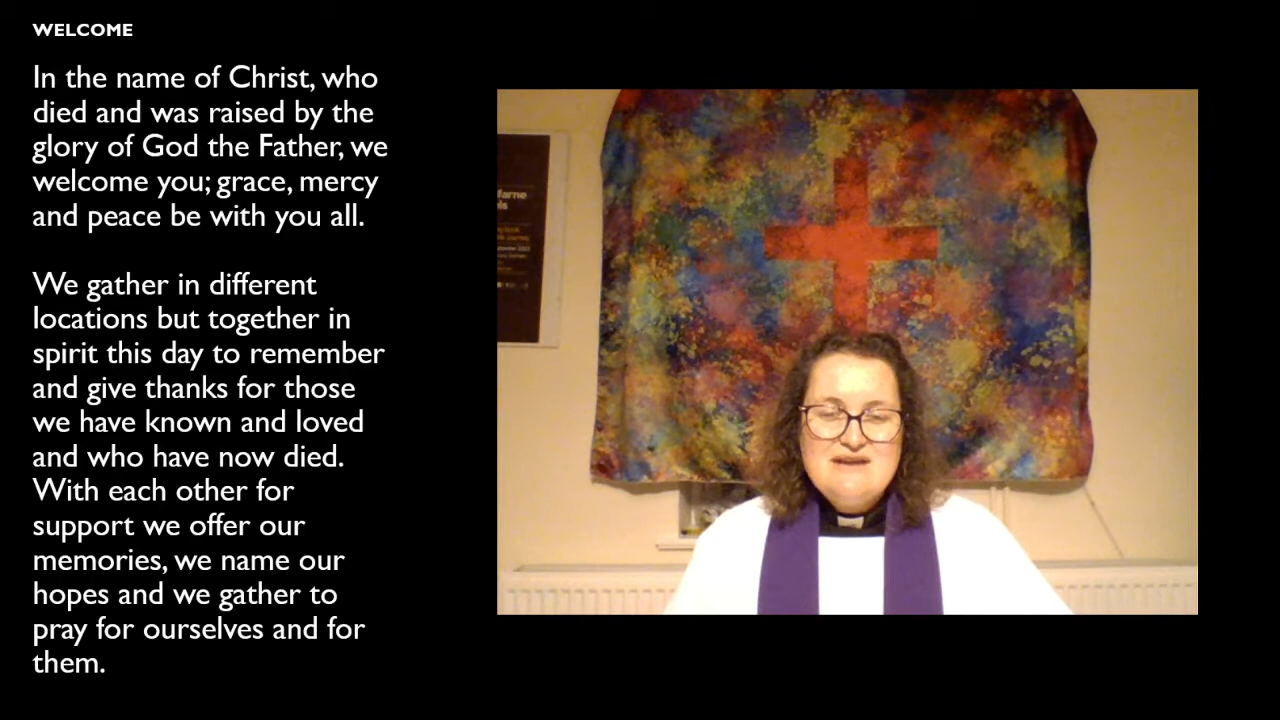 WELCOME
In the name of Christ, who
died and was raised by the
glory of God the Father, we
welcome you; grace, mercy
and peace be with you all.
We gather in different
locations but together in
spirit this day to remember
and give thanks for those
we have known and loved
and who have now died.
With each other for
support we offer our
memories, we name our
hopes and we gather to
pray for ourselves and for
them.